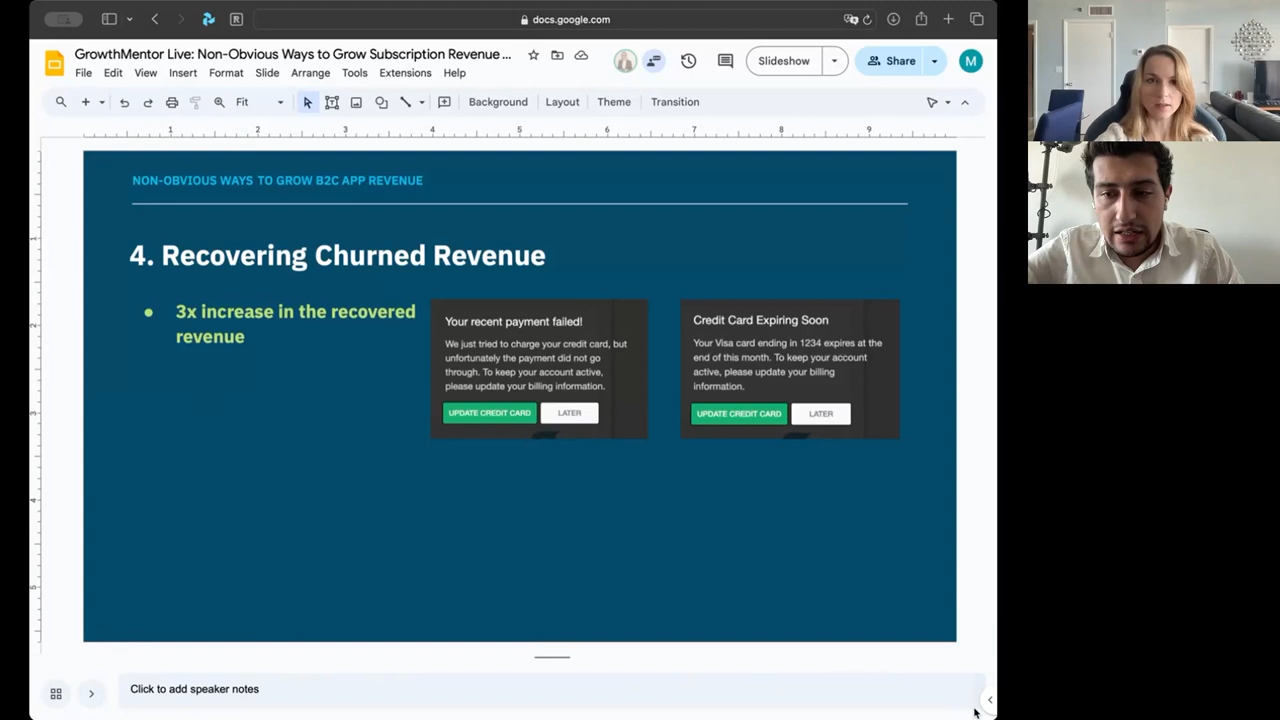 docs.google.com
GrowthMentor Live: Non-Obvious Ways to Grow Subscription Revenue ...
File Edit View Insert Format Slide Arrange Tools Extensions Help
Slideshow
Share
M
Fit
Background Layout Theme Transition
1 2 3 4 5 6 7 8 9
NON-OBVIOUS WAYS TO GROW B2C APP REVENUE
4. Recovering Churned Revenue
● 3x increase in the recovered
revenue
Your recent payment failed!
We just tried to charge your credit card, but
unfortunately the payment did not go
through. To keep your account active,
please update your billing information.
UPDATE CREDIT CARD LATER
Credit Card Expiring Soon
Your Visa card ending in 1234 expires at the
end of this month. To keep your account
active, please update your billing
information.
UPDATE CREDIT CARD LATER
1
2
3
4
5
Click to add speaker notes